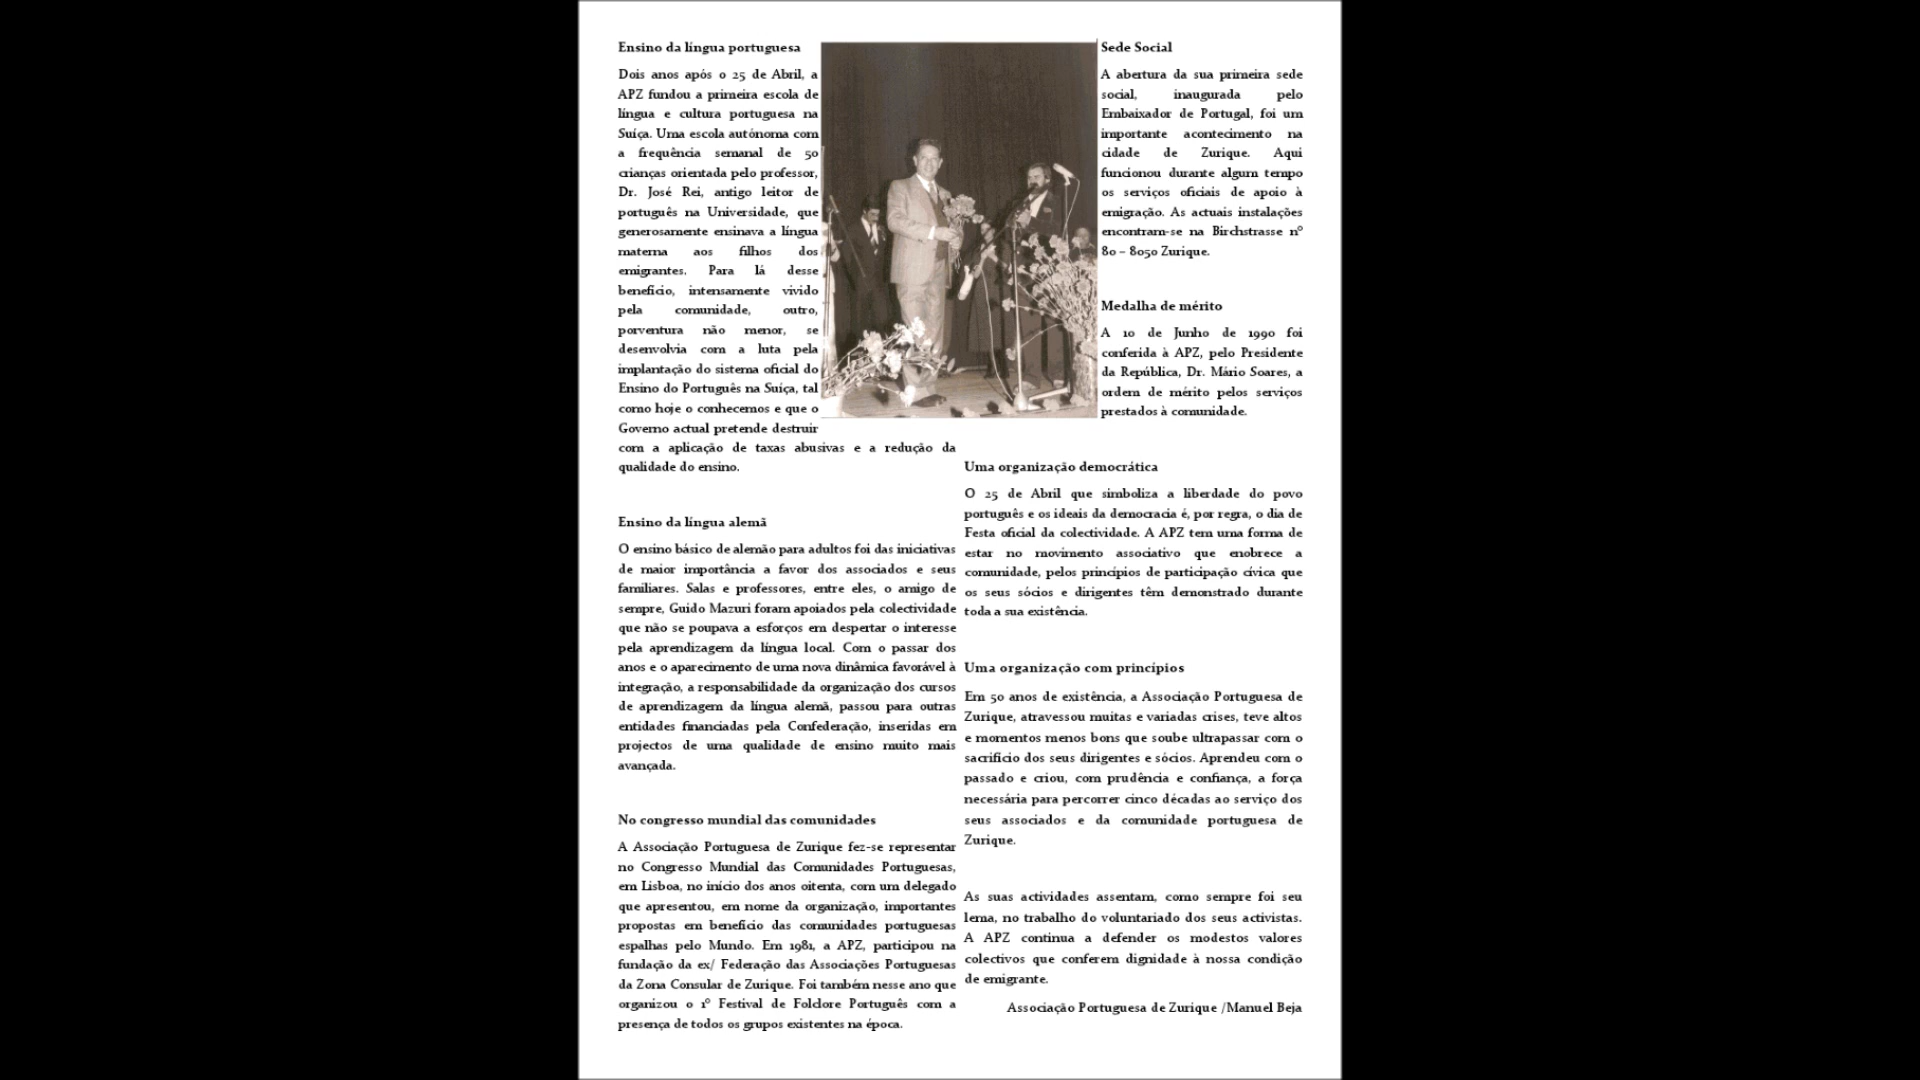 Ensino da língua portuguesa
Dois anos após o 25 de Abril, a
APZ fundou a primeira escola de
língua e cultura portuguesa na
Suíça. Uma escola autónoma com
a frequência semanal de 50
crianças orientada pelo professor,
Dr. José Rei, antigo leitor de
português na Universidade, que
generosamente ensinava a língua
materna aos filhos dos
emigrantes. Para lá desse
benefício, intensamente vivido
pela comunidade, outro,
porventura não menor, se
desenvolvia com a luta pela
implantação do sistema oficial do
Ensino do Português na Suíça, tal
como hoje o conhecemos e que o
Governo actual pretende destruir
com a aplicação de taxas abusivas e a redução da
qualidade do ensino.
Ensino da língua alemã
O ensino básico de alemão para adultos foi das iniciativas
de maior importância a favor dos associados e seus
familiares. Salas e professores, entre eles, o amigo de
sempre, Guido Mazuri foram apoiados pela colectividade
que não se poupava a esforços em despertar o interesse
pela aprendizagem da língua local. Com o passar dos
anos e o aparecimento de uma nova dinâmica favorável à
integração, a responsabilidade da organização dos cursos
de aprendizagem da língua alemã, passou para outras
entidades financiadas pela Confederação, inseridas em
projectos de uma qualidade de ensino muito mais
avançada.
No congresso mundial das comunidades
A Associação Portuguesa de Zurique fez-se representar
no Congresso Mundial das Comunidades Portuguesas,
em Lisboa, no início dos anos oitenta, com um delegado
que apresentou, em nome da organização, importantes
propostas em benefício das comunidades portuguesas
espalhas pelo Mundo. Em 1981, a APZ, participou na
fundação da ex/ Federação das Associações Portuguesas
da Zona Consular de Zurique. Foi também nesse ano que
organizou o 1º Festival de Folclore Português com a
presença de todos os grupos existentes na época.
Sede Social
A abertura da sua primeira sede
social, inaugurada pelo
Embaixador de Portugal, foi um
importante acontecimento na
cidade de Zurique. Aqui
funcionou durante algum tempo
os serviços oficiais de apoio à
emigração. As actuais instalações
encontram-se na Birchstrasse nº
80 – 8050 Zurique.
Medalha de mérito
A 10 de Junho de 1990 foi
conferida à APZ, pelo Presidente
da República, Dr. Mário Soares, a
ordem de mérito pelos serviços
prestados à comunidade.
Uma organização democrática
O 25 de Abril que simboliza a liberdade do povo
português e os ideais da democracia é, por regra, o dia de
Festa oficial da colectividade. A APZ tem uma forma de
estar no movimento associativo que enobrece a
comunidade, pelos princípios de participação cívica que
os seus sócios e dirigentes têm demonstrado durante
toda a sua existência.
Uma organização com princípios
Em 50 anos de existência, a Associação Portuguesa de
Zurique, atravessou muitas e variadas crises, teve altos
e momentos menos bons que soube ultrapassar com o
sacrifício dos seus dirigentes e sócios. Aprendeu com o
passado e criou, com prudência e confiança, a força
necessária para percorrer cinco décadas ao serviço dos
seus associados e da comunidade portuguesa de
Zurique.
As suas actividades assentam, como sempre foi seu
lema, no trabalho do voluntariado dos seus activistas.
A APZ continua a defender os modestos valores
colectivos que conferem dignidade à nossa condição
de emigrante.
Associação Portuguesa de Zurique /Manuel Beja